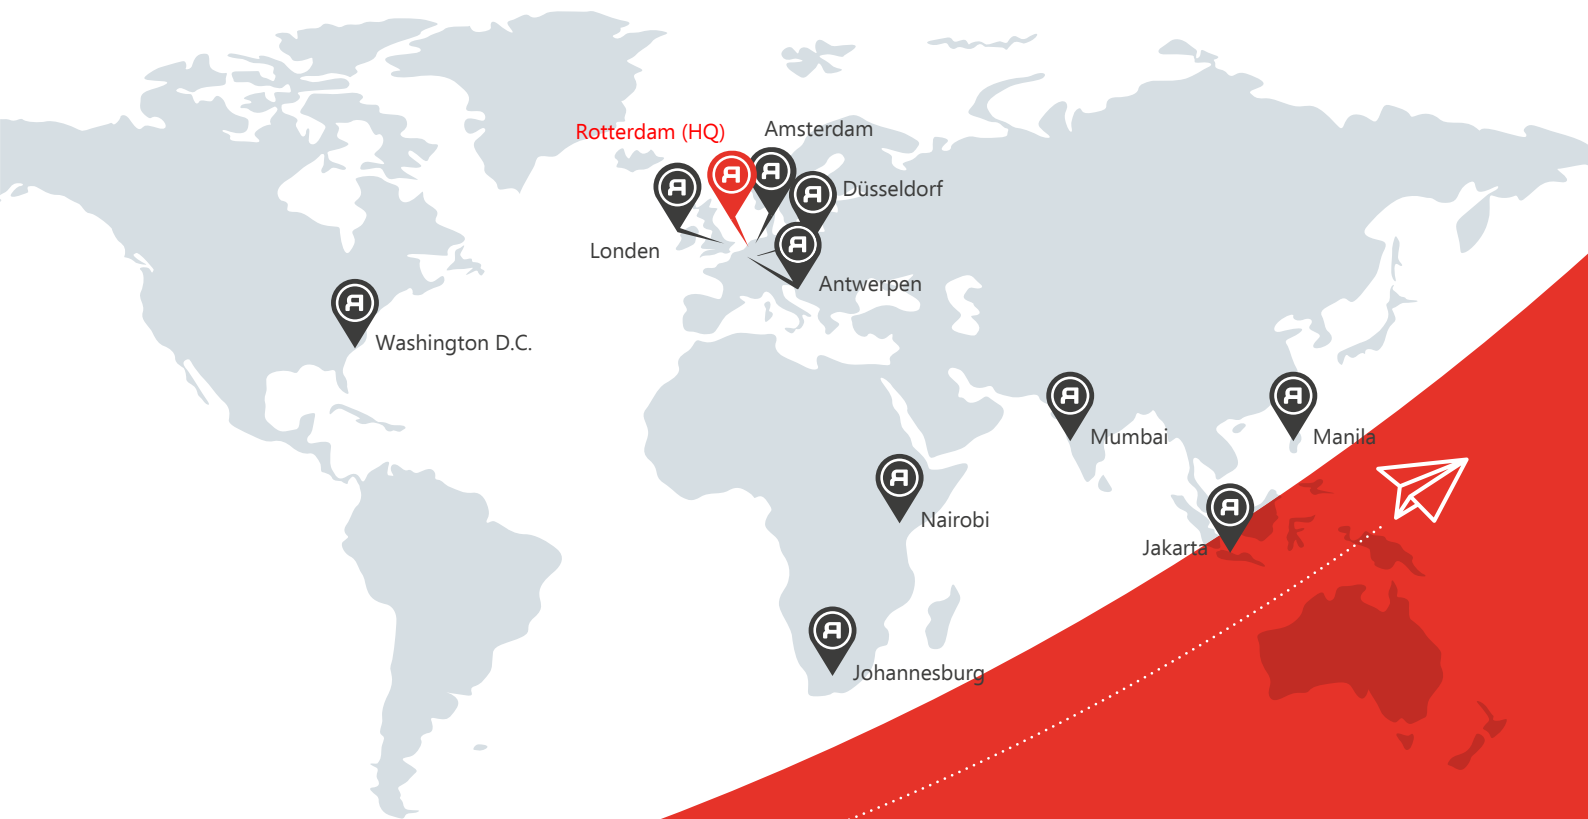 Amsterdam
Rotterdam (HQ)
Düsseldorf
Londen
Antwerpen
Washington D.C.
Mumbai
Manila
Nairobi
Jakarta
Johannesburg